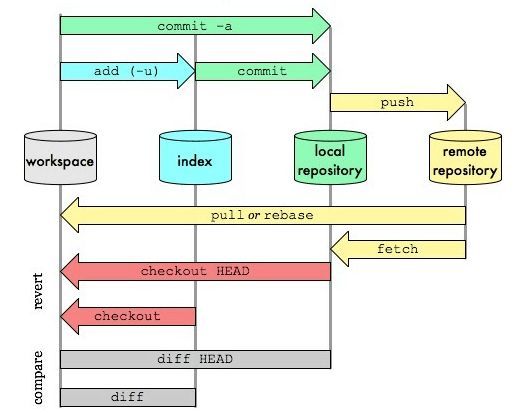 commit -a
add (-u)
commit
push
workspace
index
local
repository
remote
repository
pull or rebase
fetch
revert
checkout HEAD
checkout
compare
diff HEAD
diff